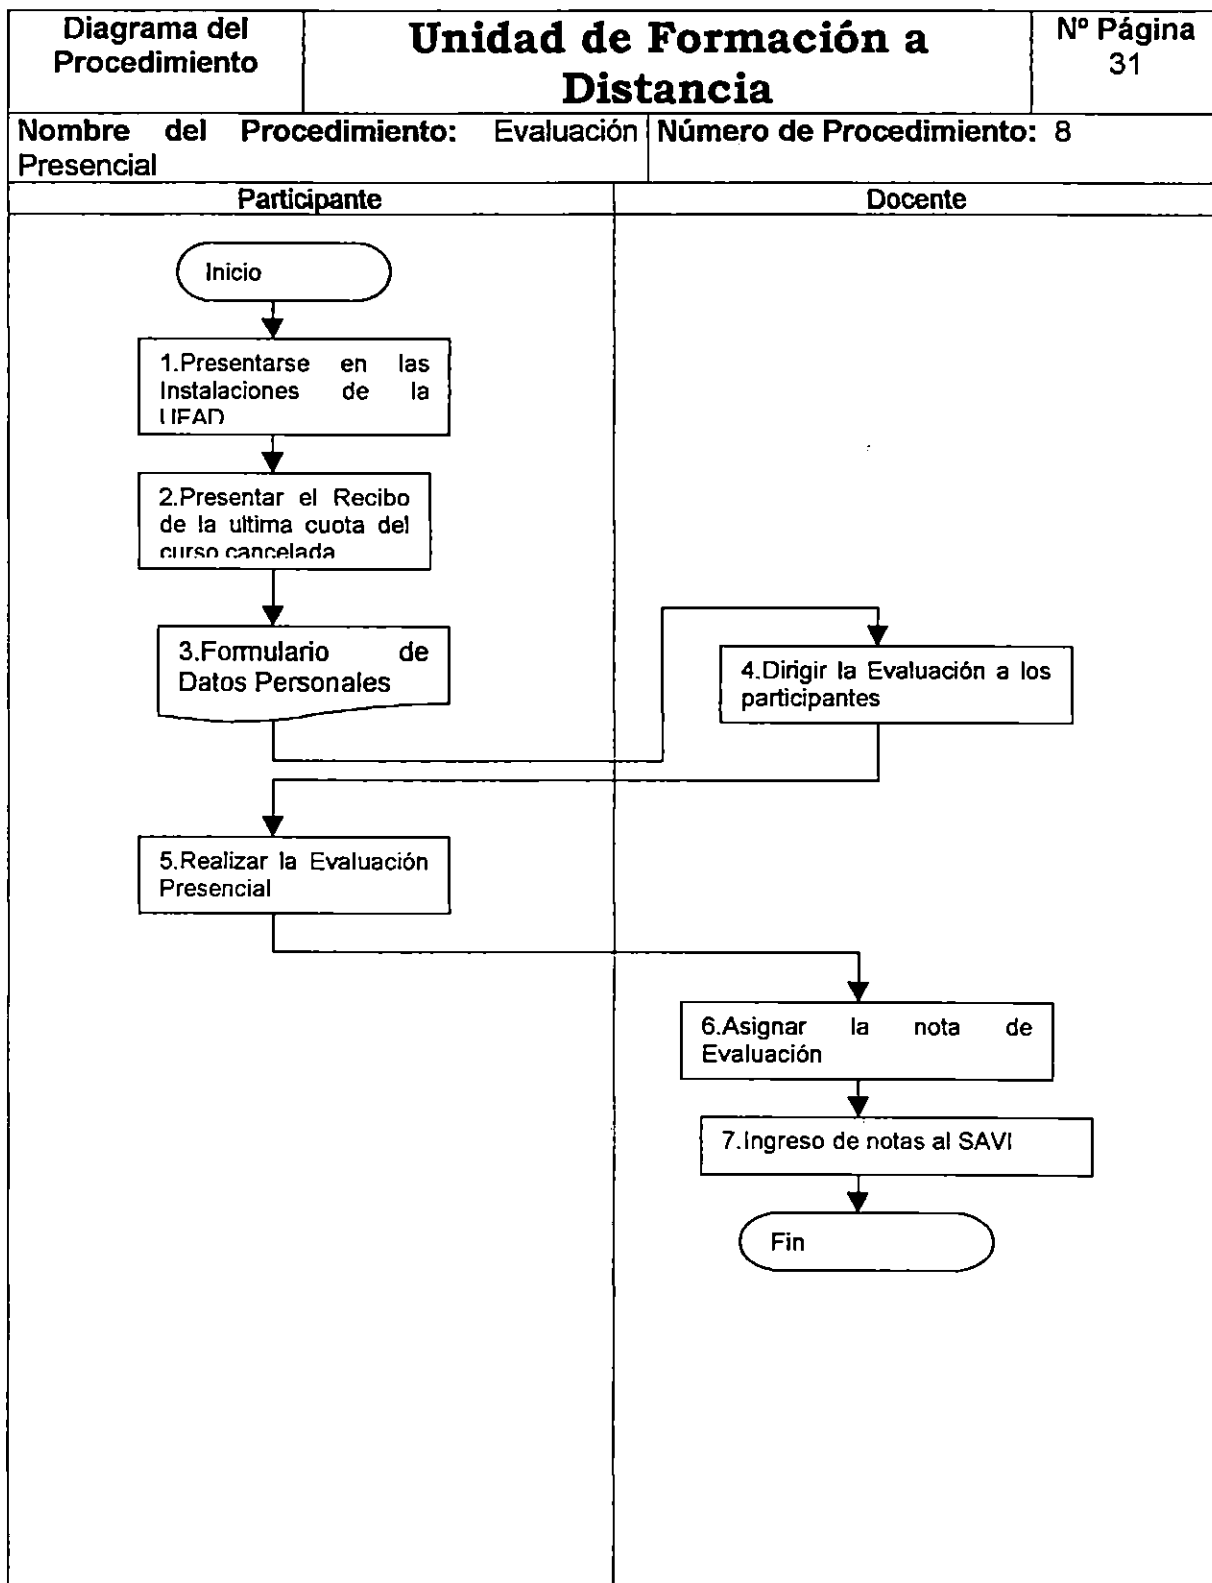 Diagrama del
Procedimiento
Unidad de Formación a
Distancia
Nº Página
31
Nombre del Procedimiento: Evaluación
Presencial
Número de Procedimiento: 8
Participante
Docente
Inicio
1.Presentarse en las
Instalaciones de la
UFAD
2.Presentar el Recibo
de la ultima cuota del
curso cancelada
3.Formulario de
Datos Personales
4.Dirigir la Evaluación a los
participantes
5.Realizar la Evaluación
Presencial
6.Asignar la nota de
Evaluación
7.Ingreso de notas al SAVI
Fin